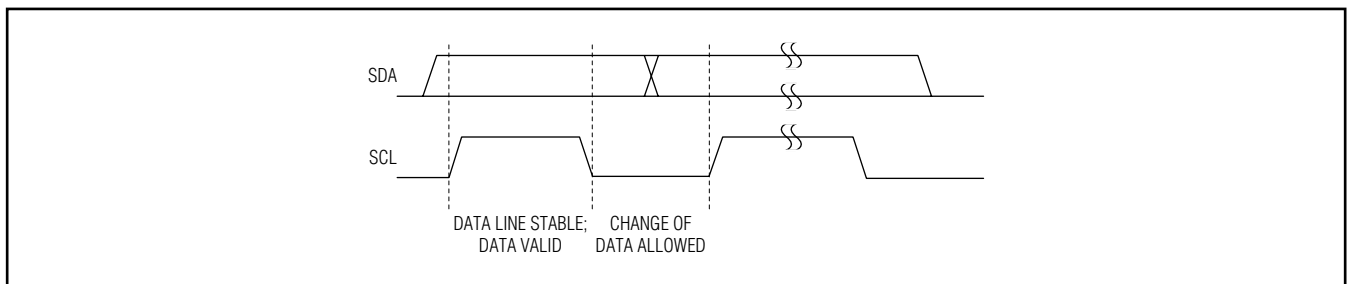 SDA
SCL
DATA LINE STABLE;
DATA VALID
CHANGE OF
DATA ALLOWED